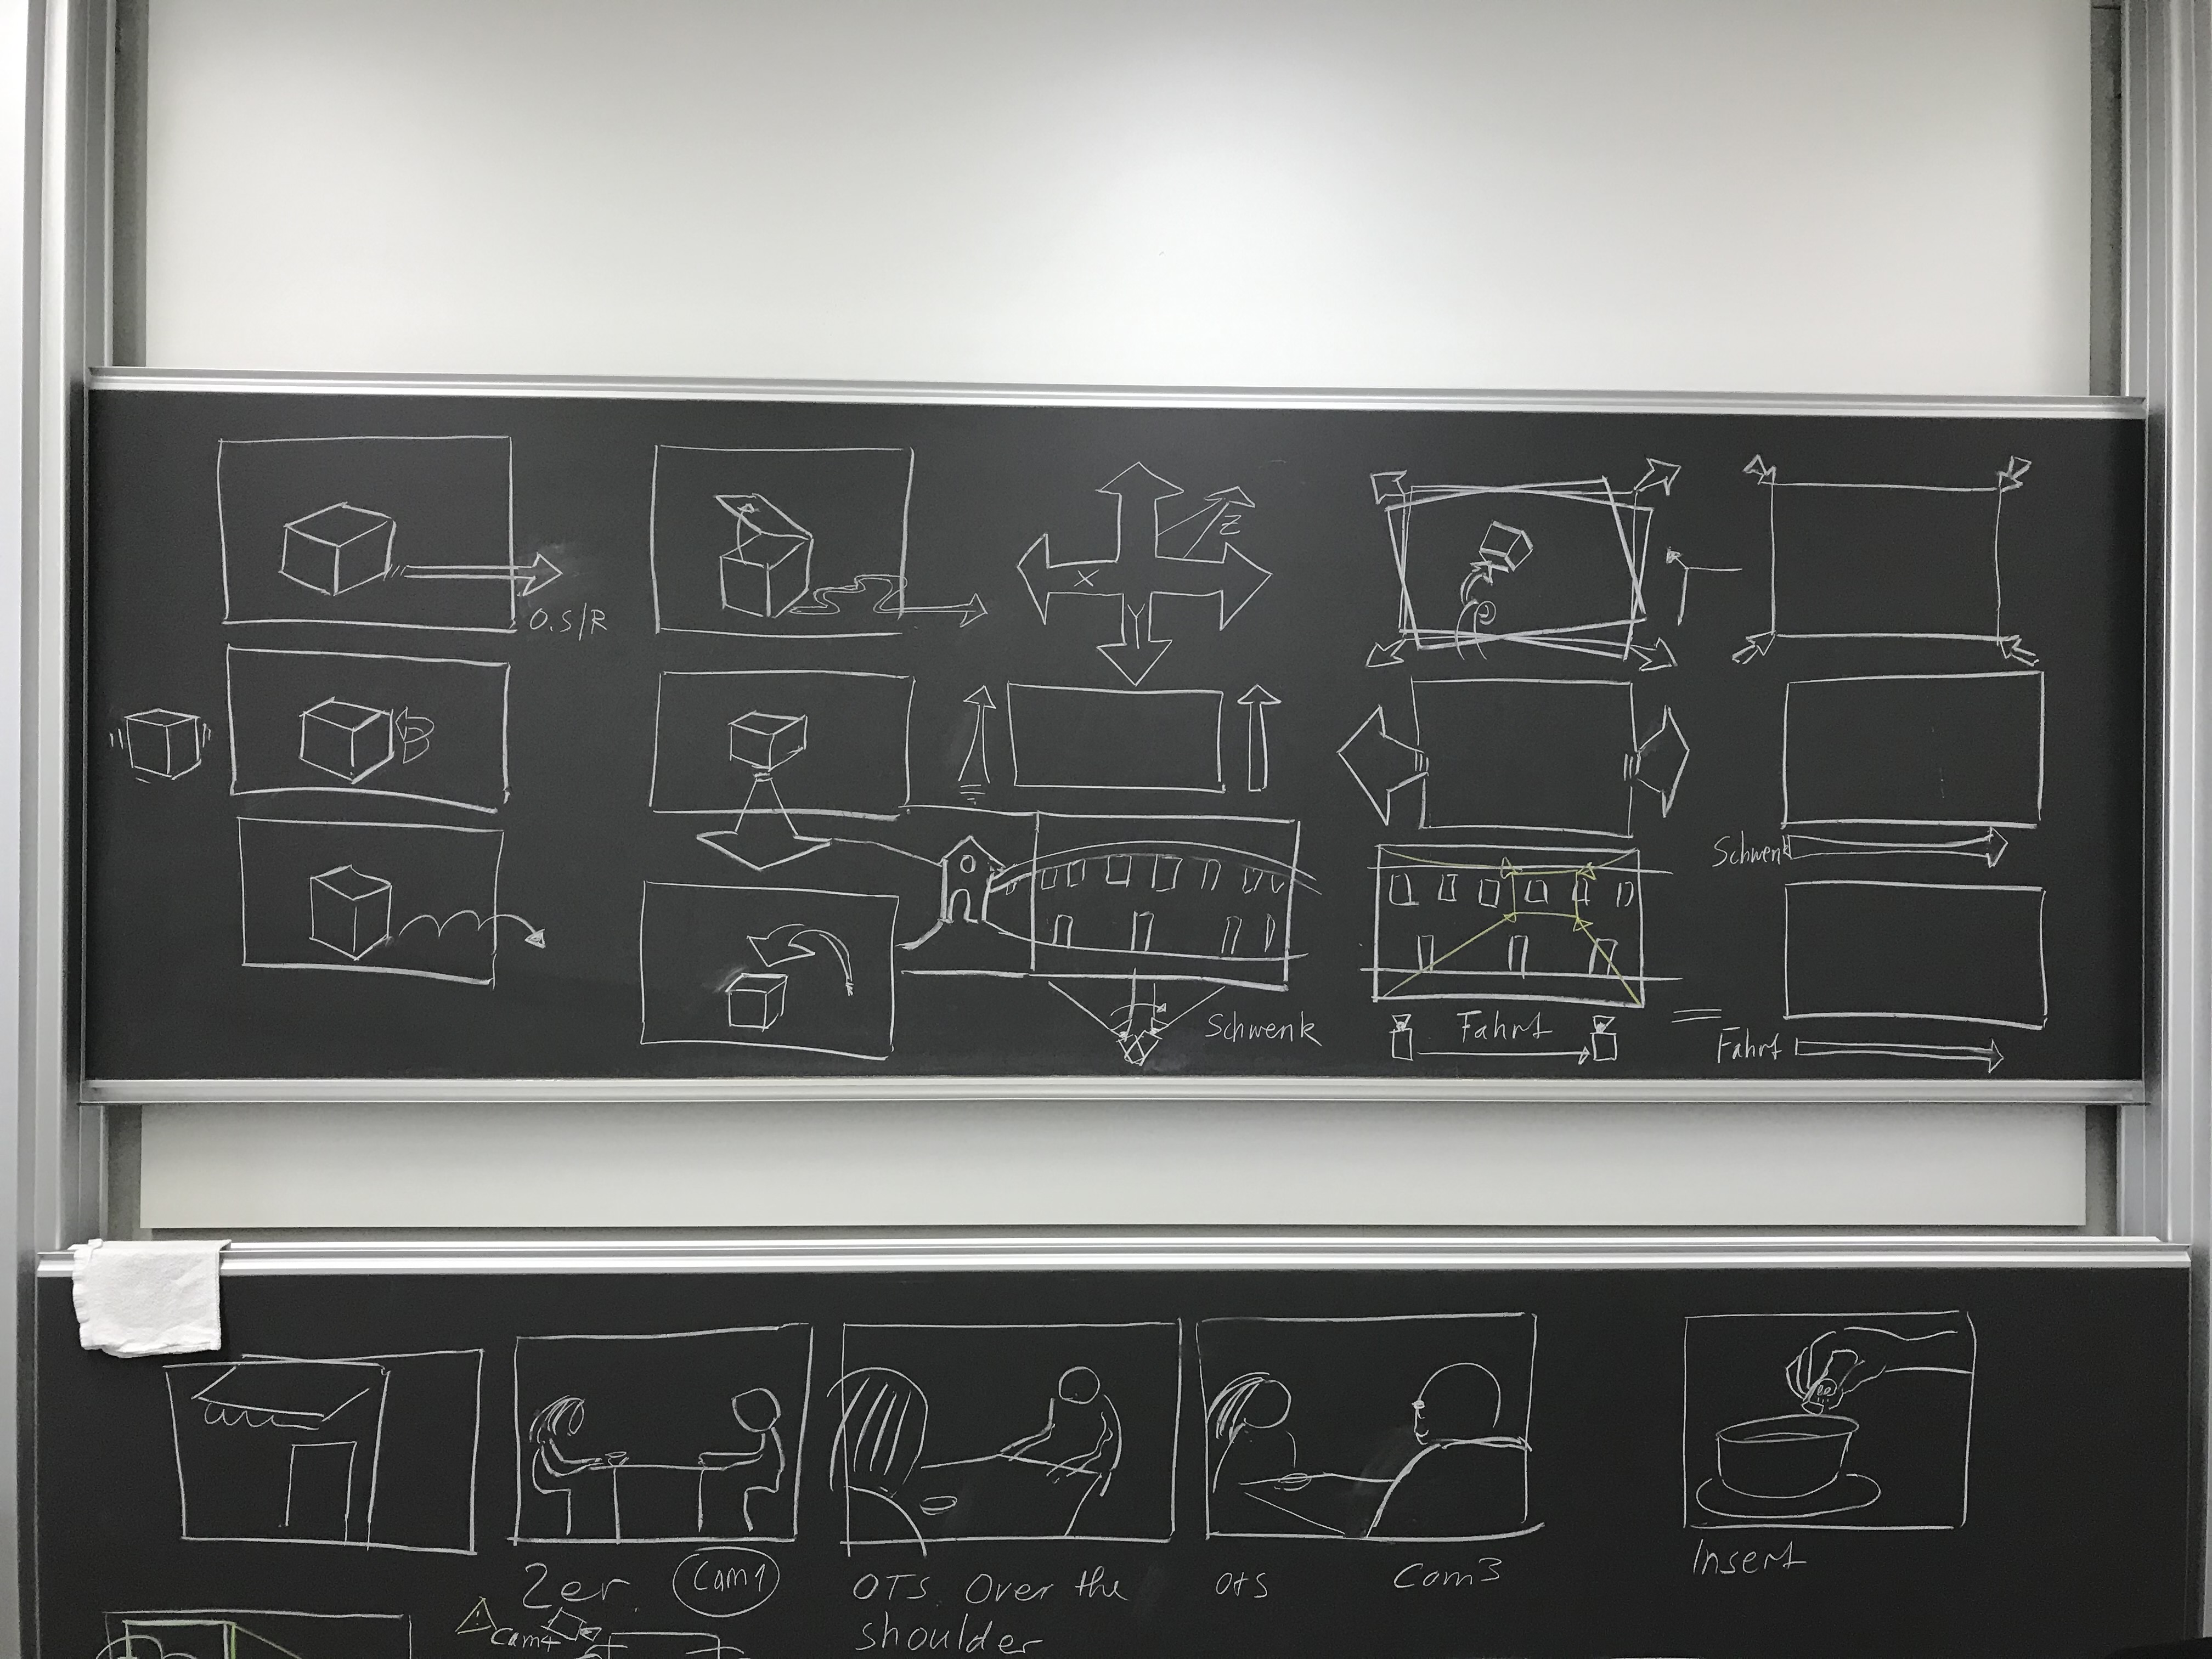 O.S/R
X
Y
Z
Schwenk
Schwenk
Fahrt
Fahrt
2er
Cam1
OTS. Over the
shoulder
OTS
Cam3
Insert
Cam4